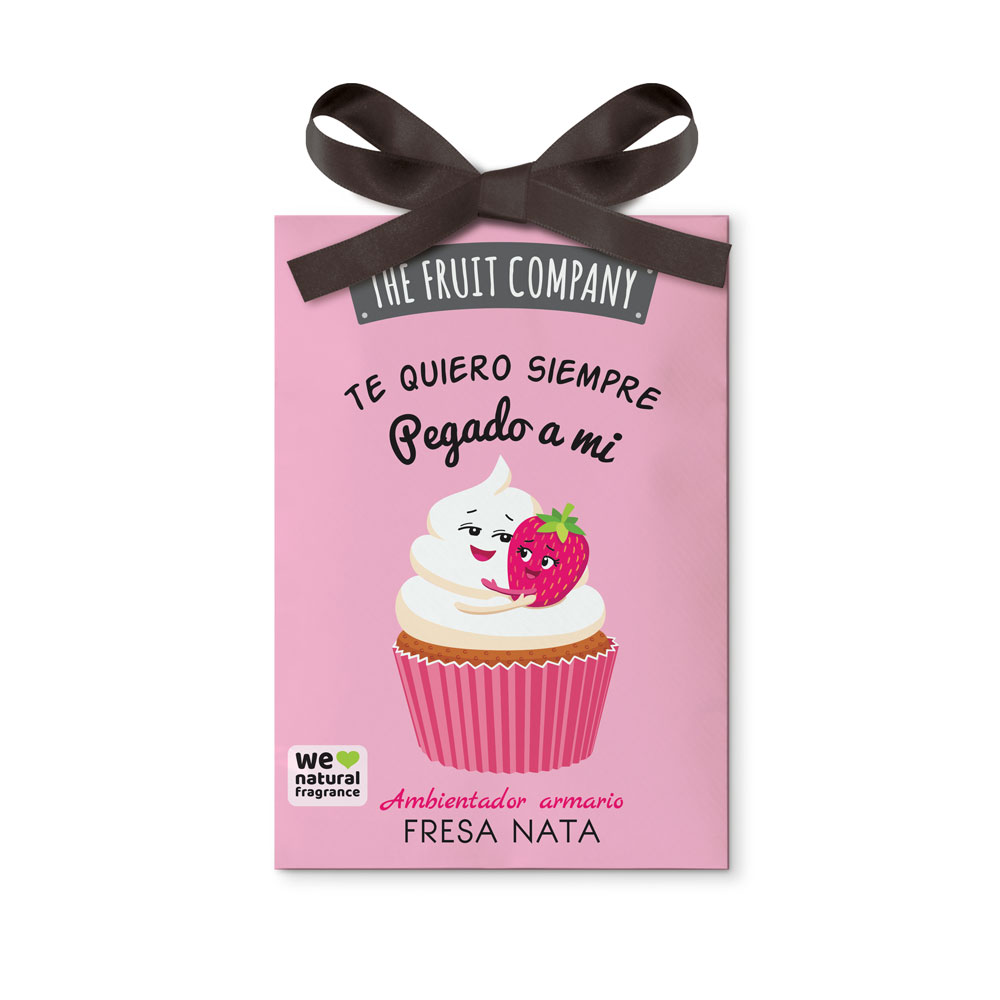 THE FRUIT COMPANY
TE QUIERO SIEMPRE
Pegado a mi
we
natural
fragrance
Ambientador armario
FRESA NATA